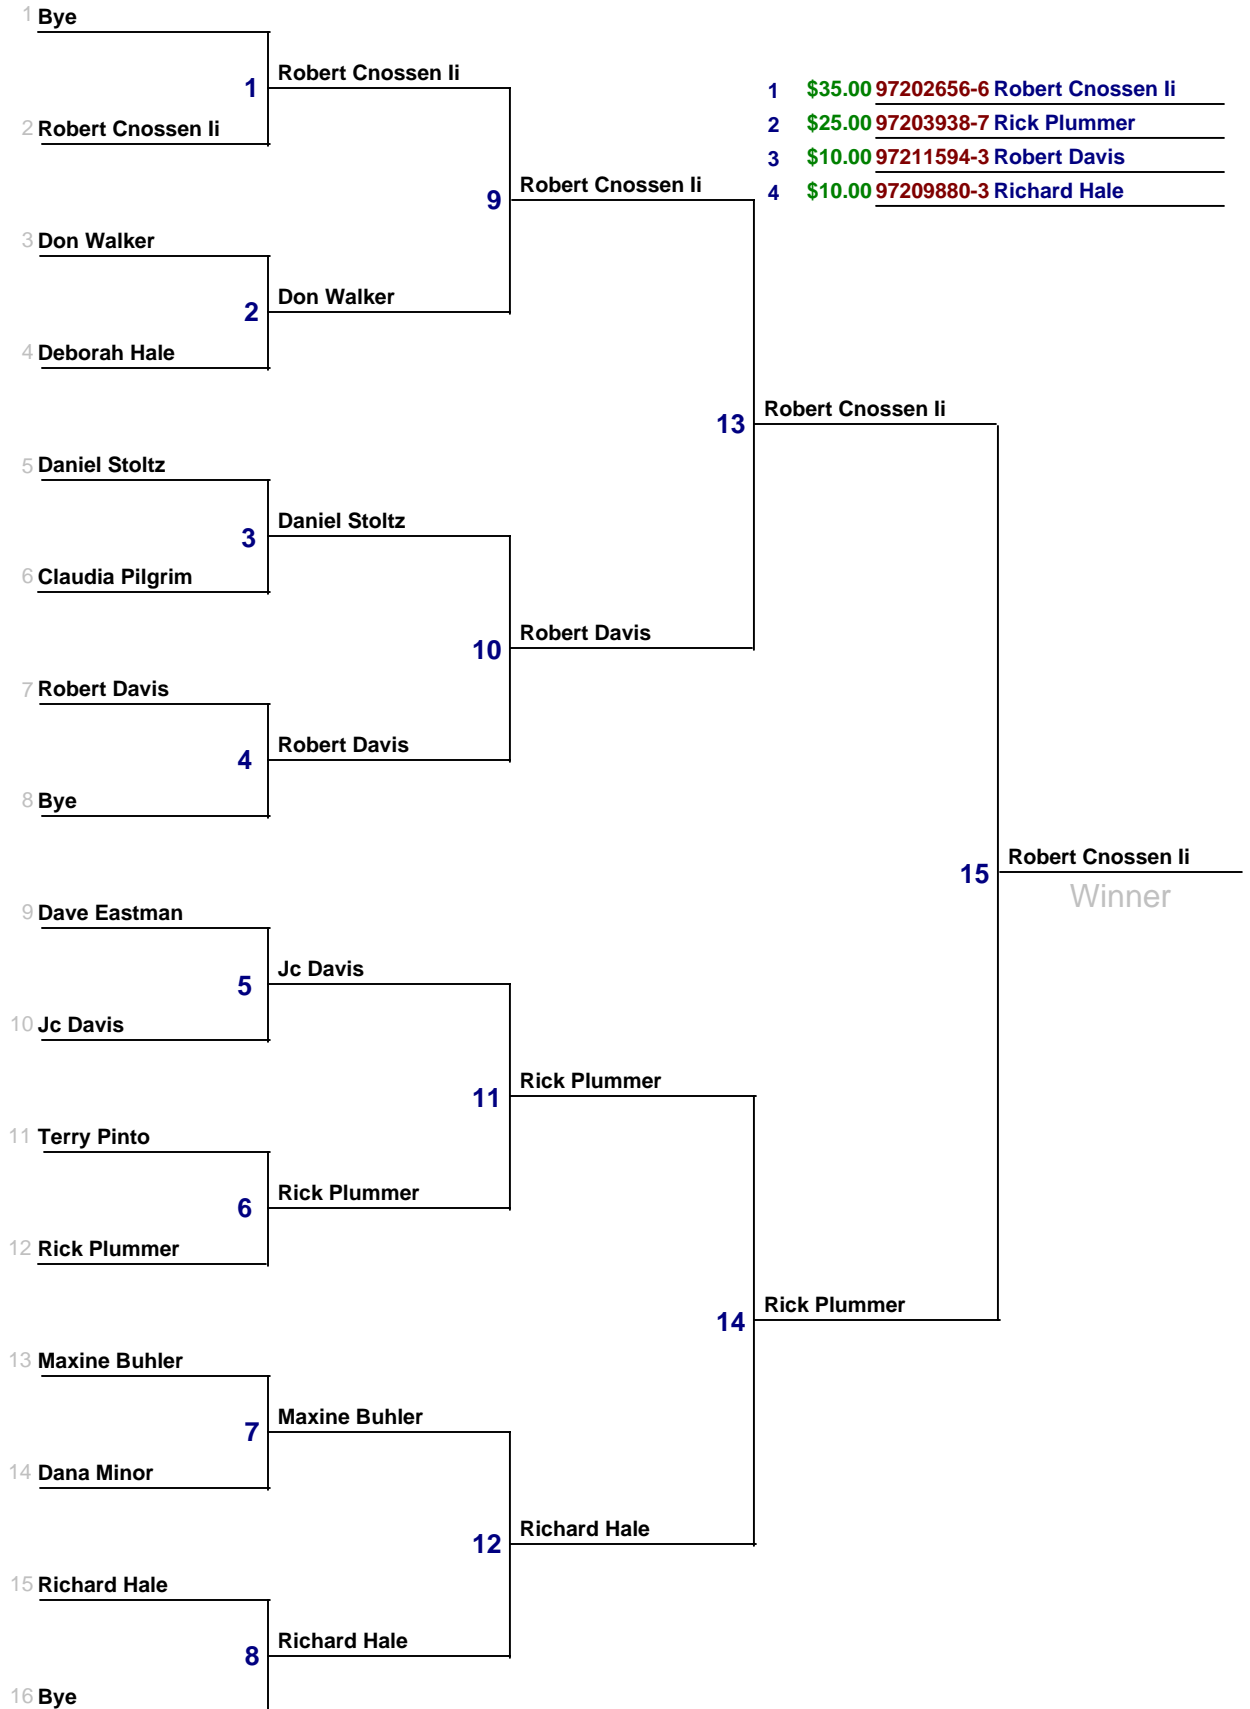 1 Bye
Robert Cnossen Ii
1
1 $35.00 97202656-6 Robert Cnossen Ii
2 $25.00 97203938-7 Rick Plummer
2 Robert Cnossen Ii
3 $10.00 97211594-3 Robert Davis
Robert Cnossen Ii
9
4 $10.00 97209880-3 Richard Hale
3 Don Walker
Don Walker
2
4 Deborah Hale
Robert Cnossen Ii
13
5 Daniel Stoltz
Daniel Stoltz
3
6 Claudia Pilgrim
Robert Davis
10
7 Robert Davis
Robert Davis
4
8 Bye
Robert Cnossen Ii
15
Winner
9 Dave Eastman
Jc Davis
5
10 Jc Davis
Rick Plummer
11
11 Terry Pinto
Rick Plummer
6
12 Rick Plummer
Rick Plummer
14
13 Maxine Buhler
Maxine Buhler
7
14 Dana Minor
Richard Hale
12
15 Richard Hale
Richard Hale
8
16 Bye